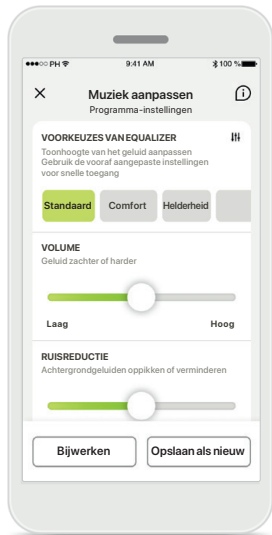 PH 9:41 AM 100 %
Muziek aanpassen
Programma-instellingen
VOORKEUZES VAN EQUALIZER
Toonhoogte van het geluid aanpassen
Gebruik de vooraf aangepaste instellingen
voor snelle toegang
Standaard Comfort Helderheid
VOLUME
Geluid zachter of harder
Laag Hoog
RUISREDUCTIE
Achtergrondgeluiden oppikken of verminderen
Bijwerken Opslaan als nieuw